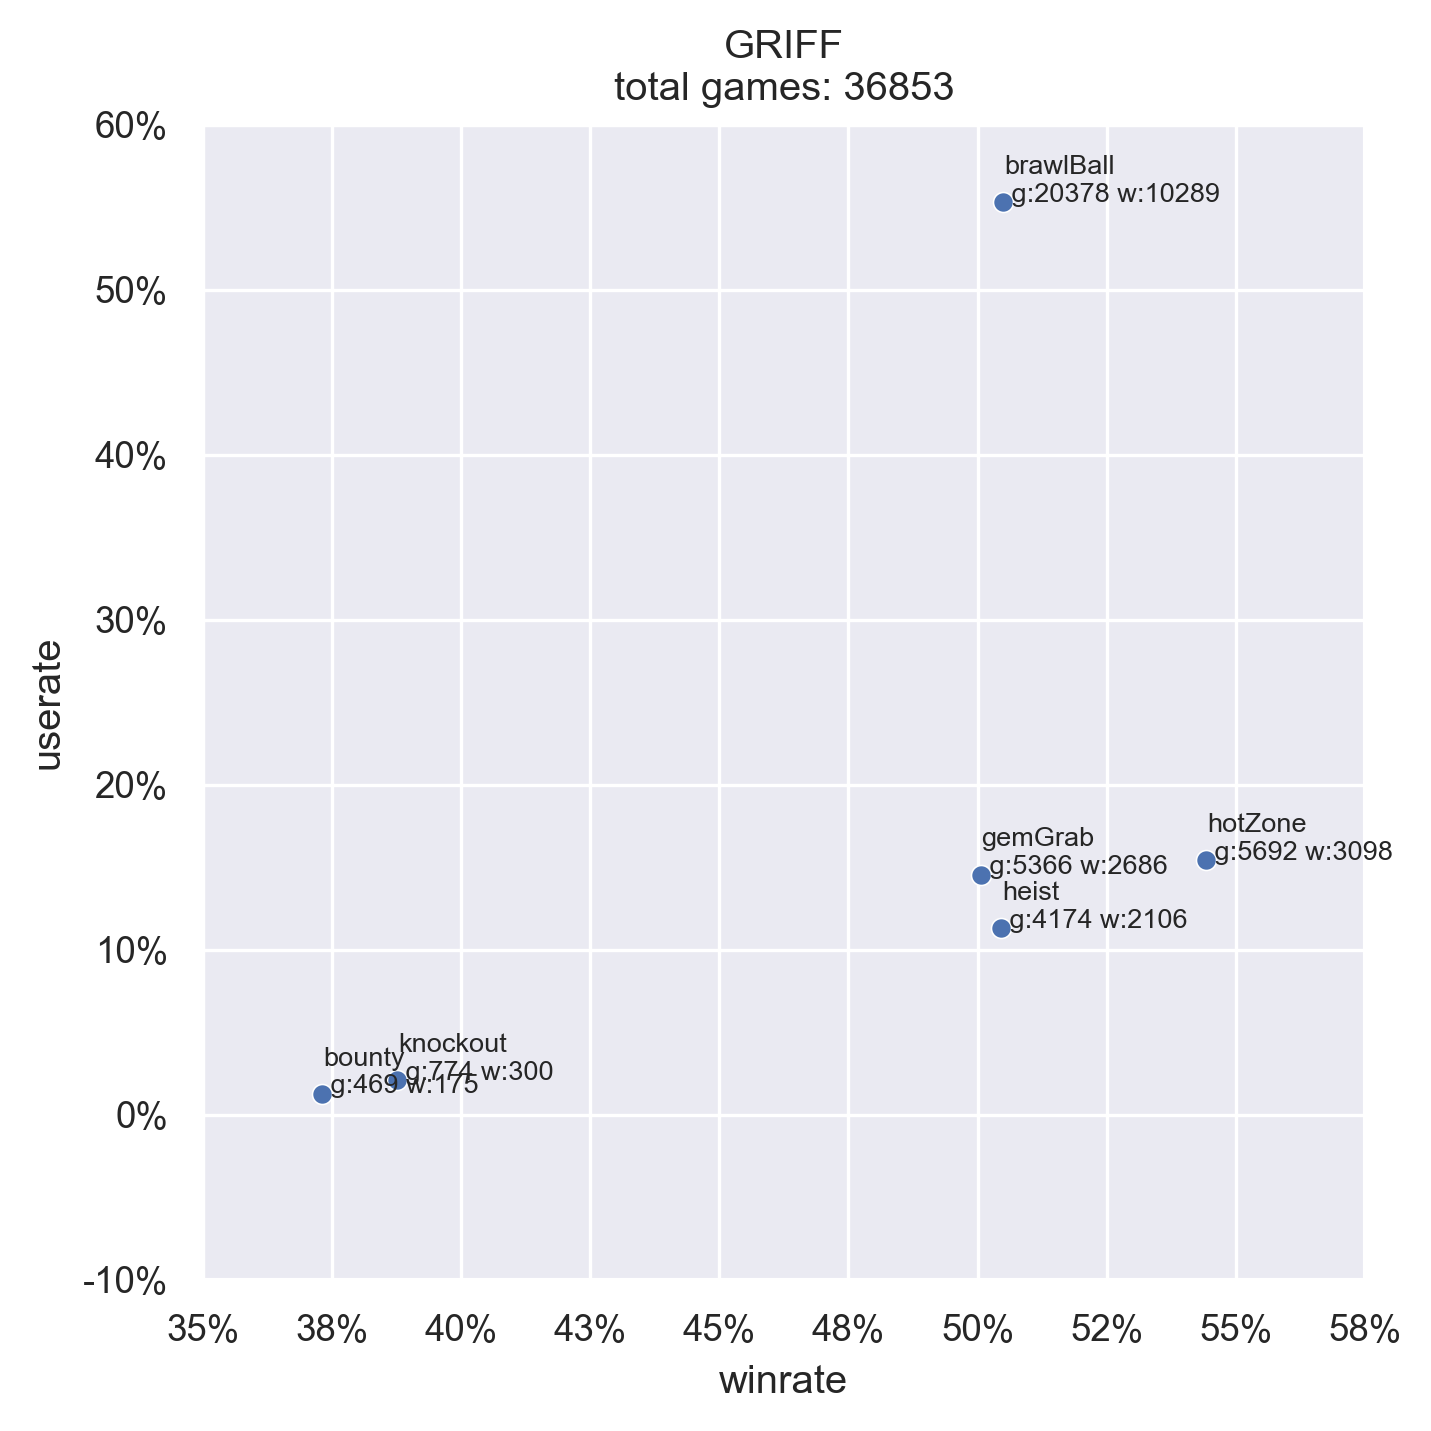 GRIFF
total games: 36853
60%
50%
40%
30%
20%
10%
0%
-10%
userate
brawlBall
g:20378 w:10289
hotZone
g:5692 w:3098
gemGrab
g:5366 w:2686
heist
g:4174 w:2106
knockout
g:774 w:300
bounty
g:469 w:175
35% 38% 40% 43% 45% 48% 50% 52% 55% 58%
winrate